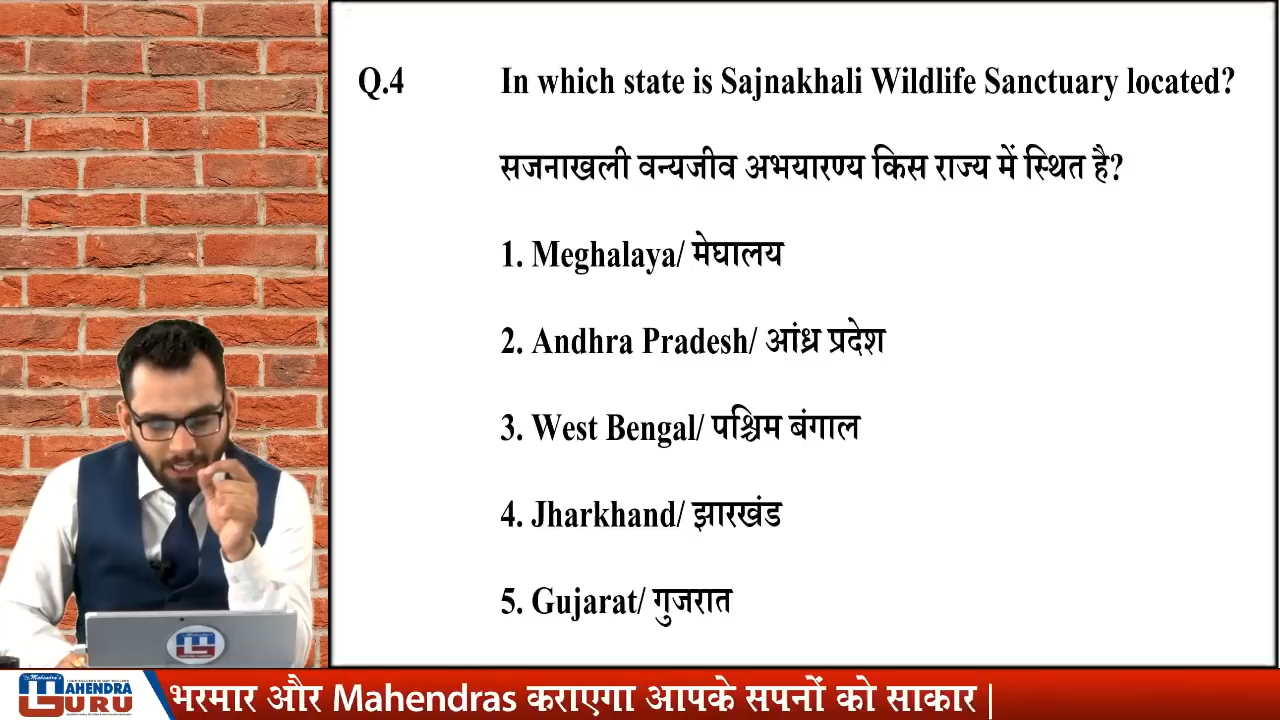 Q.4 In which state is Sajnakhali Wildlife Sanctuary located?
सजनाखली वन्यजीव अभयारण्य किस राज्य में स्थित है?
1. Meghalaya/ मेघालय
2. Andhra Pradesh/ आंध्र प्रदेश
3. West Bengal/ पश्चिम बंगाल
4. Jharkhand/ झारखंड
5. Gujarat/ गुजरात
MAHENDRA
GURU
भरमार और Mahendras कराएगा आपके सपनों को साकार |